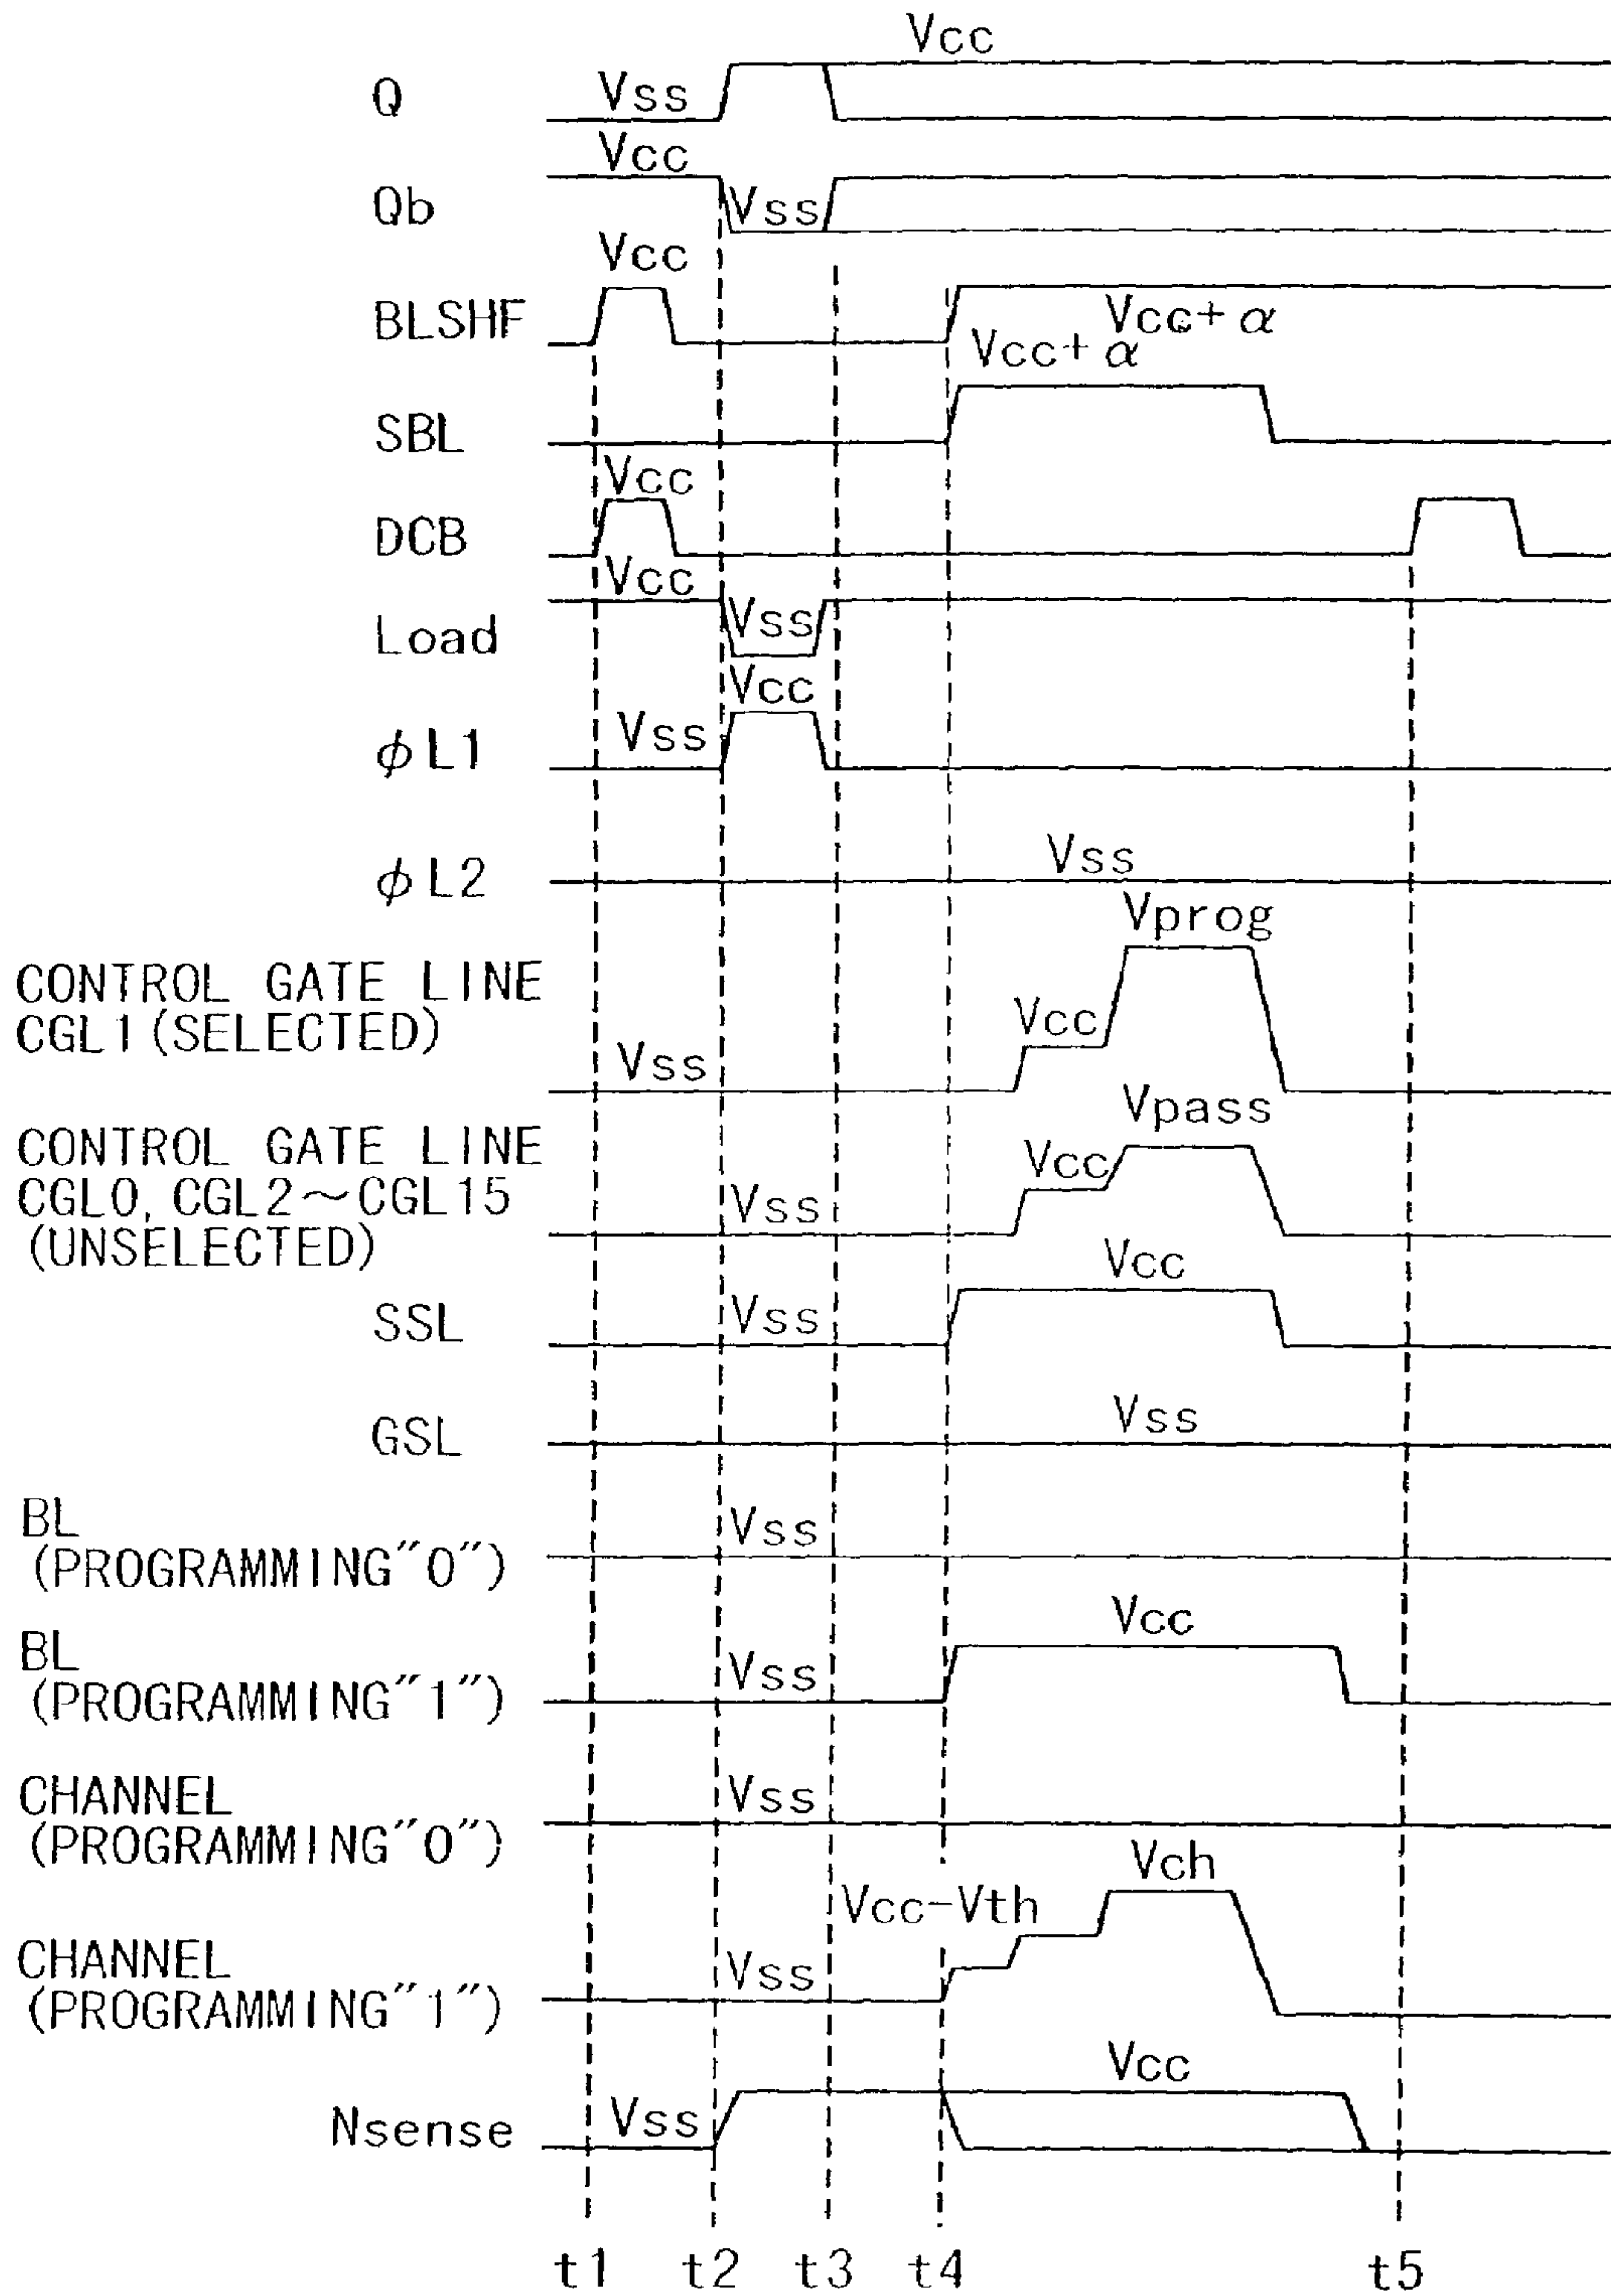 Vcc
Q Vss
Vcc
Qb Vss
Vcc
BLSHF Vcc+α
Vcc+α
SBL
Vcc
DCB
Vcc
Load Vss
Vcc
φL1 Vss
φL2 Vss
Vprog
CONTROL GATE LINE
CGL1(SELECTED) Vcc
Vss
Vpass
CONTROL GATE LINE Vcc
CGL0, CGL2~CGL15 Vss
(UNSELECTED)
Vcc
SSL Vss
GSL Vss
BL Vss
(PROGRAMMING"0")
Vcc
BL Vss
(PROGRAMMING"1")
CHANNEL Vss
(PROGRAMMING"0")
Vch
Vcc-Vth
CHANNEL Vss
(PROGRAMMING"1")
Vcc
Nsense Vss
t1 t2 t3 t4 t5